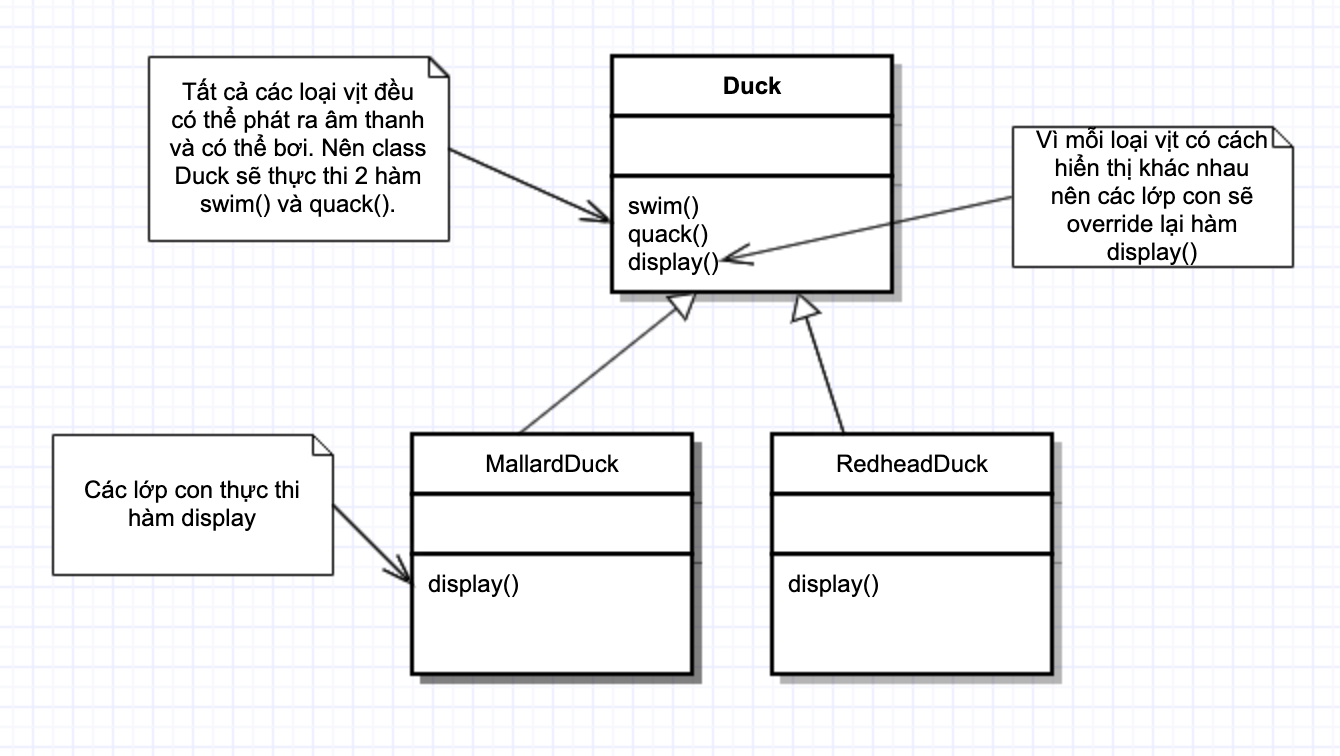 Tất cả các loại vịt đều
có thể phát ra âm thanh
và có thể bơi. Nên class
Duck sẽ thực thi 2 hàm
swim() và quack().
Duck
swim()
quack()
display()
Vì mỗi loại vịt có cách
hiển thị khác nhau
nên các lớp con sẽ
override lại hàm
display()
Các lớp con thực thi
hàm display
MallardDuck
display()
RedheadDuck
display()